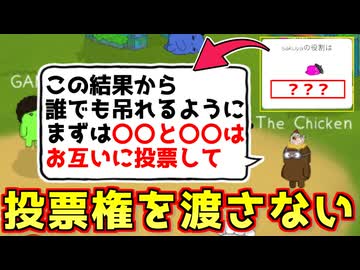 sakuyaの役割は
???
GA
The Chicken
この結果から
誰でも吊れるように
まずは〇〇と〇〇は
お互いに投票して
投票権を渡さない